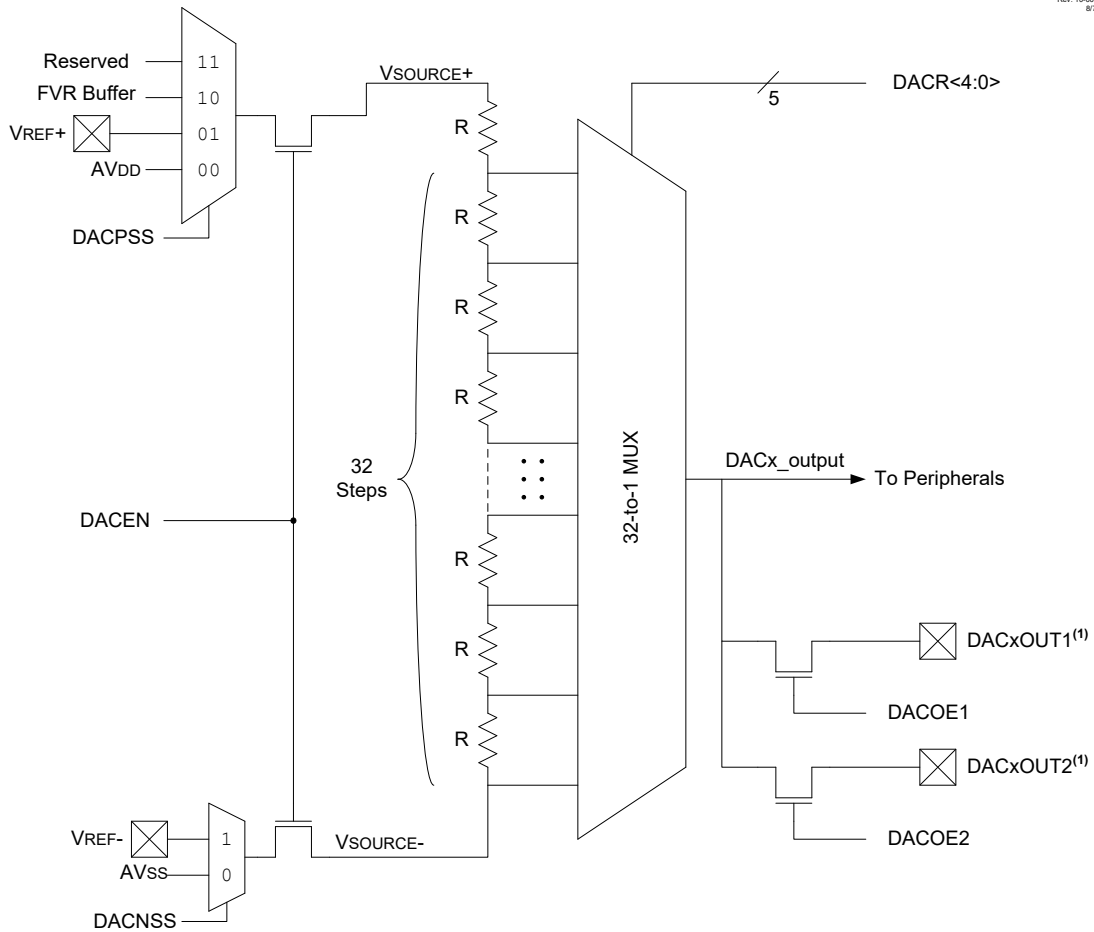 Reserved
FVR Buffer
VREF+
AVDD
11
10
01
00
DACPSS
VSOURCE+
R
R
R
R
R
R
R
32
Steps
DACEN
VREF-
AVSS
1
0
DACNSS
VSOURCE-
32-to-1 MUX
5
DACR<4:0>
DACx_output
To Peripherals
DACxOUT1(1)
DACOE1
DACxOUT2(1)
DACOE2